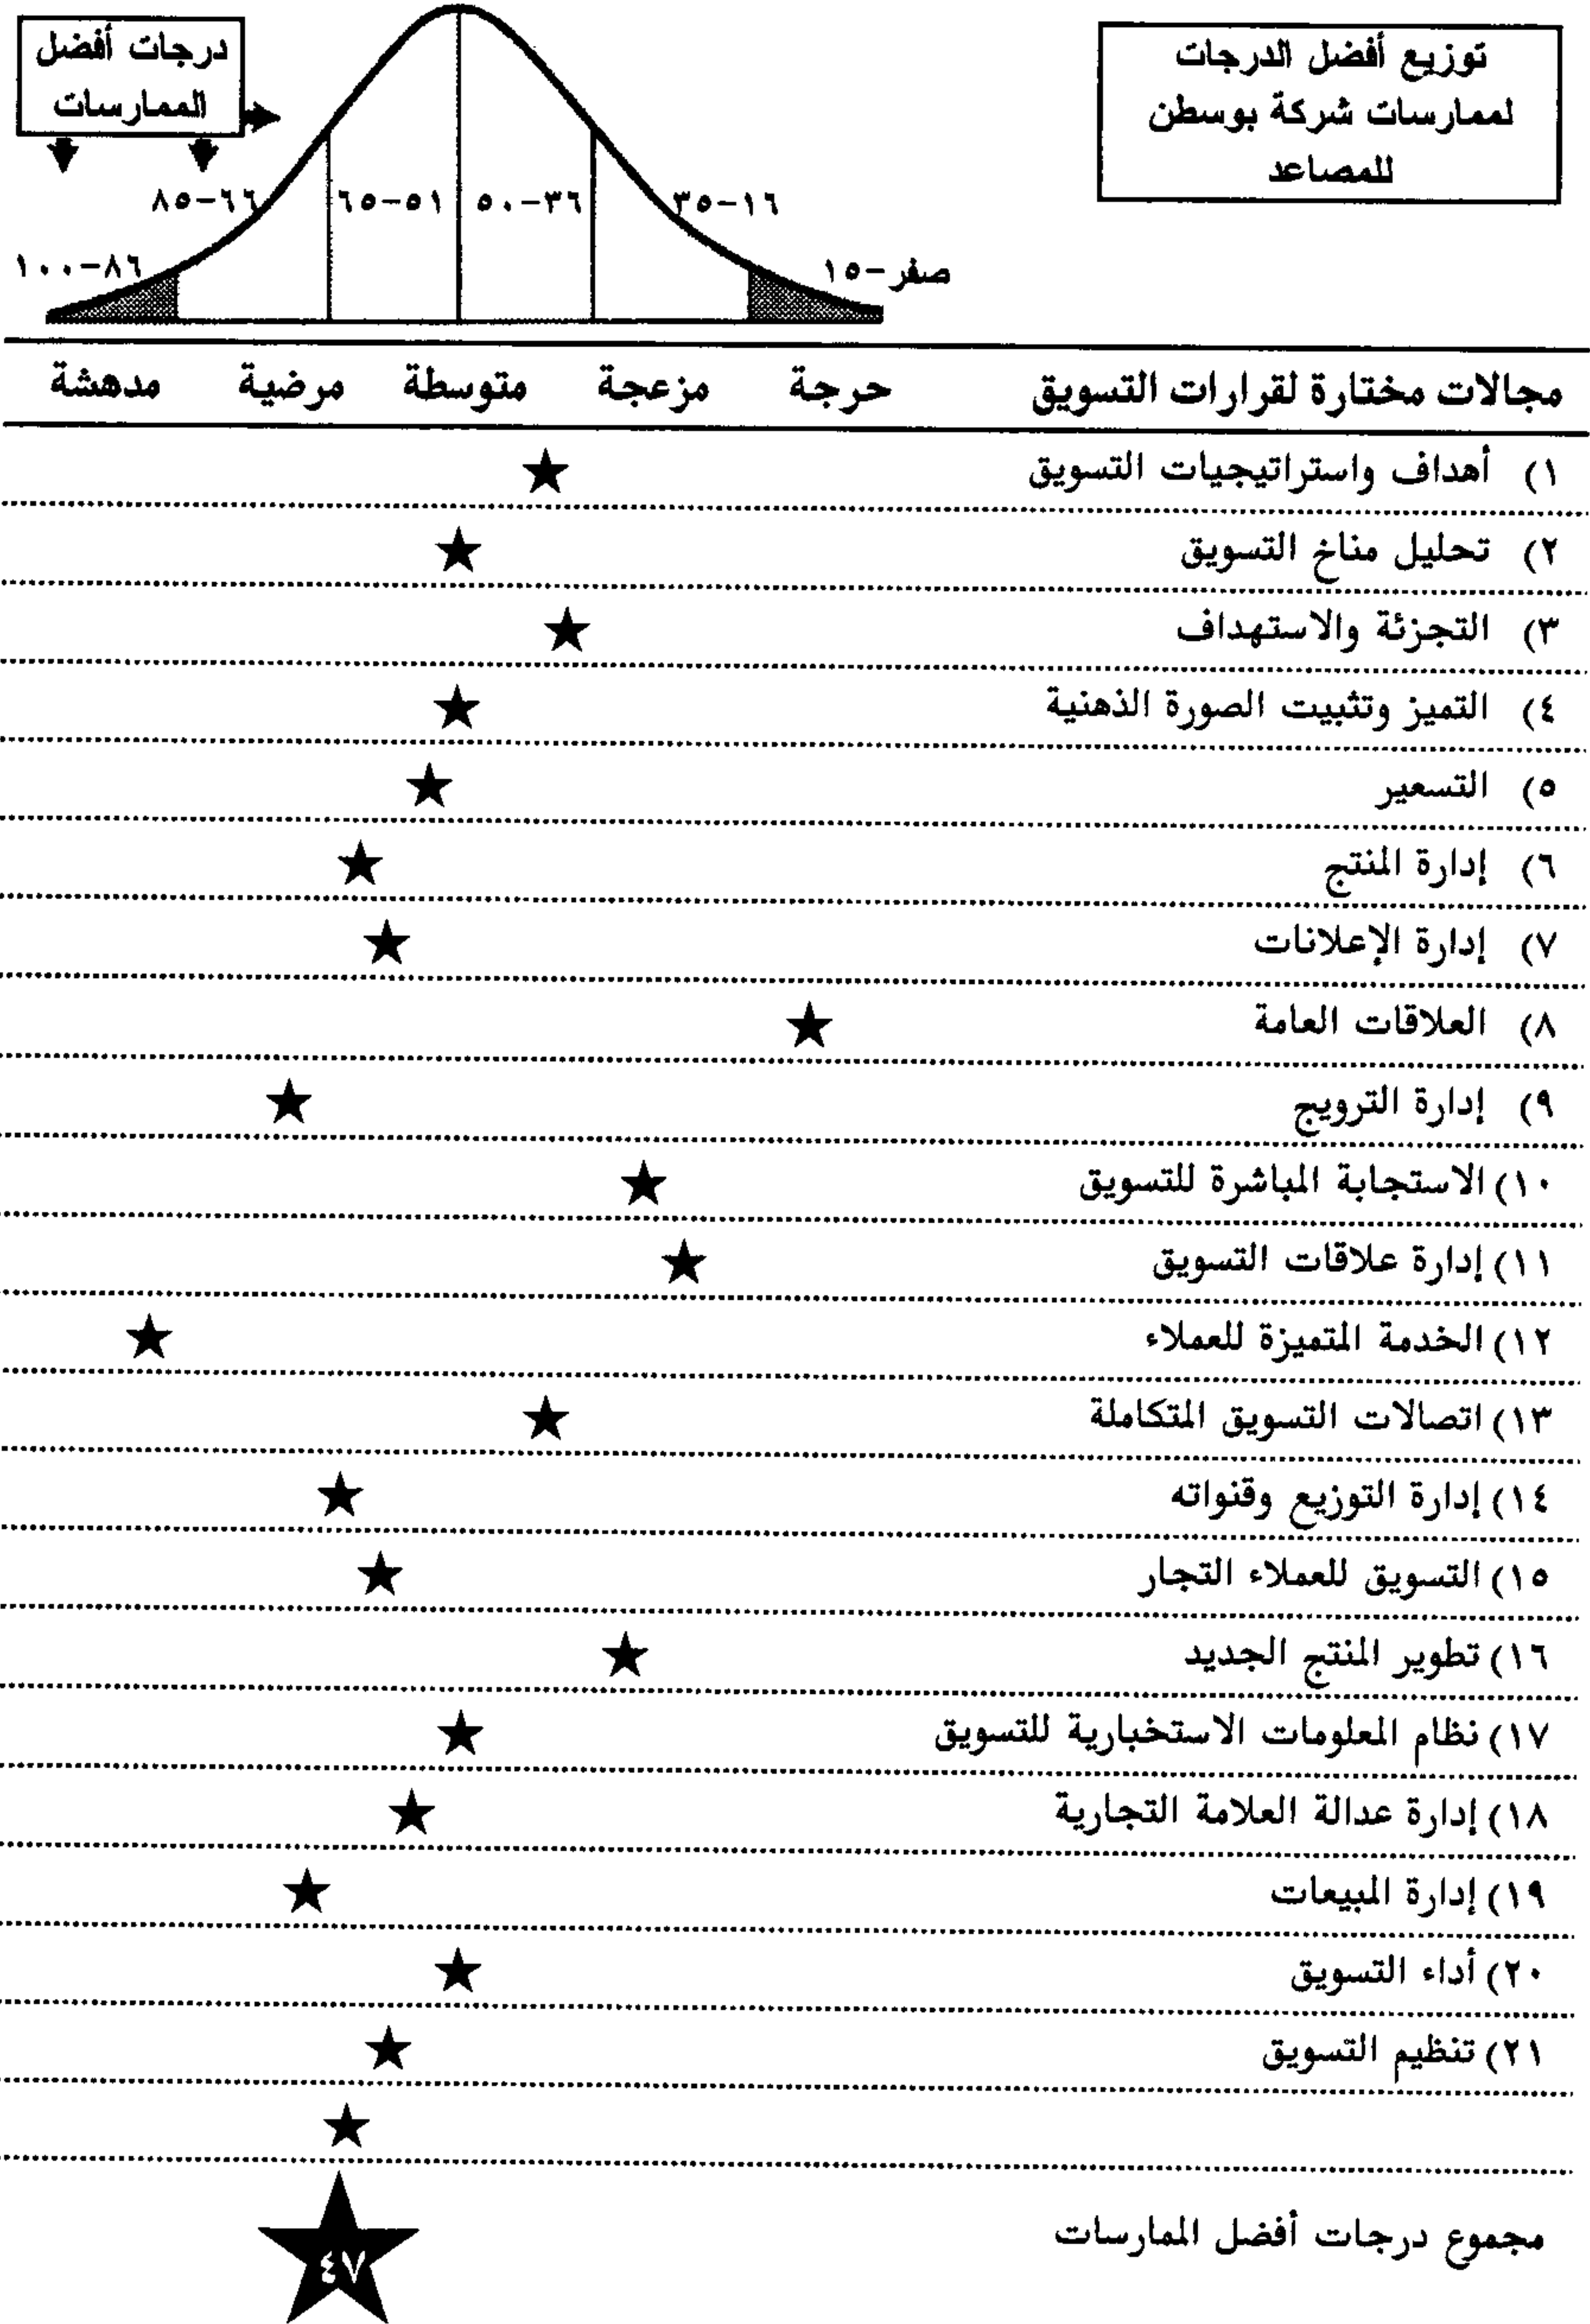 توزيع أفضل الدرجات
لممارسات شركة بوسطن
للمصاعد
درجات أفضل
الممارسات
صفر-١٥
١٦-٣٥
٣٦-٥٠
٥١-٦٥
٦٦-٨٥
٨٦-١٠٠
مجالات مختارة لقرارات التسويق حرجة مزعجة متوسطة مرضية مدهشة
١) أهداف واستراتيجيات التسويق
٢) تحليل مناخ التسويق
٣) التجزئة والاستهداف
٤) التميز وتثبيت الصورة الذهنية
٥) التسعير
٦) إدارة المنتج
٧) إدارة الإعلانات
٨) العلاقات العامة
٩) إدارة الترويج
١٠) الاستجابة المباشرة للتسويق
١١) إدارة علاقات التسويق
١٢) الخدمة المتميزة للعملاء
١٣) اتصالات التسويق المتكاملة
١٤) إدارة التوزيع وقنواته
١٥) التسويق للعملاء التجار
١٦) تطوير المنتج الجديد
١٧) نظام المعلومات الاستخبارية للتسويق
١٨) إدارة عدالة العلامة التجارية
١٩) إدارة المبيعات
٢٠) أداء التسويق
٢١) تنظيم التسويق
مجموع درجات أفضل الممارسات
٤٧